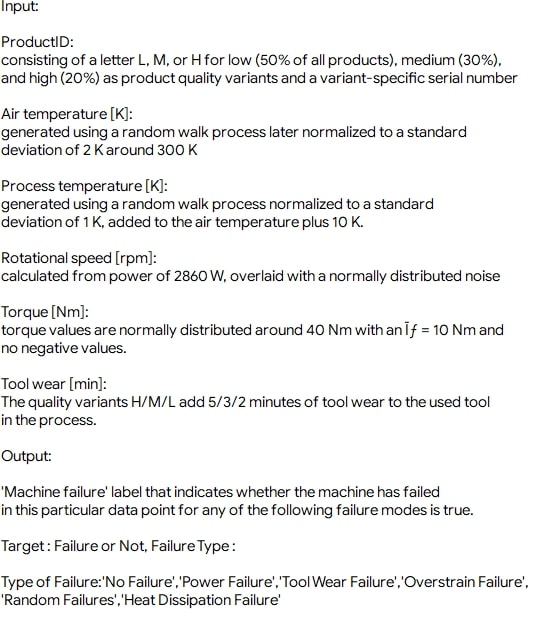 Input:
ProductID:
consisting of a letter L, M, or H for low (50% of all products), medium (30%),
and high (20%) as product quality variants and a variant-specific serial number
Air temperature [K]:
generated using a random walk process later normalized to a standard
deviation of 2 K around 300 K
Process temperature [K]:
generated using a random walk process normalized to a standard
deviation of 1 K, added to the air temperature plus 10 K.
Rotational speed [rpm]:
calculated from power of 2860 W, overlaid with a normally distributed noise
Torque [Nm]:
torque values are normally distributed around 40 Nm with an Ïƒ = 10 Nm and
no negative values.
Tool wear [min]:
The quality variants H/M/L add 5/3/2 minutes of tool wear to the used tool
in the process.
Output:
'Machine failure' label that indicates whether the machine has failed
in this particular data point for any of the following failure modes is true.
Target : Failure or Not, Failure Type :
Type of Failure:'No Failure','Power Failure','Tool Wear Failure','Overstrain Failure',
'Random Failures','Heat Dissipation Failure'